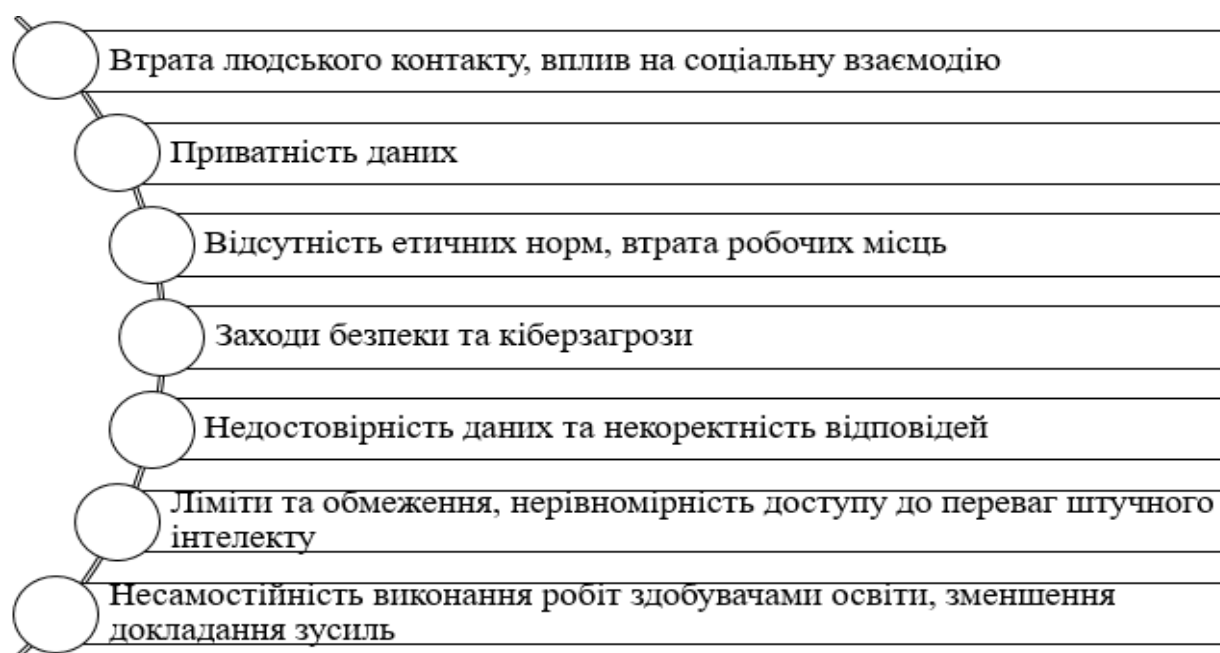 Втрата людського контакту, вплив на соціальну взаємодію
Приватність даних
Відсутність етичних норм, втрата робочих місць
Заходи безпеки та кіберзагрози
Недостовірність даних та некоректність відповідей
Ліміти та обмеження, нерівномірність доступу до переваг штучного
інтелекту
Несамостійність виконання робіт здобувачами освіти, зменшення
докладання зусиль